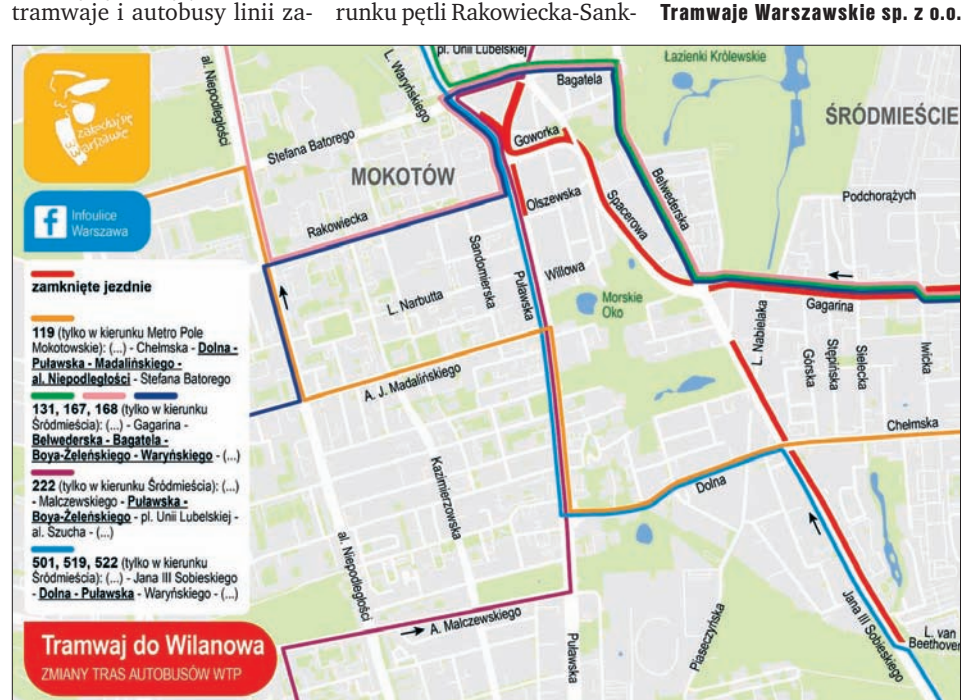 tramwaje i autobusy linii za-
runku pętli Rakowiecka-Sank-
Tramwaje Warszawskie sp. z o.o.
zakochaj się
w warszawie
Infoulice
Warszawa
zamknięte jezdnie
119 (tylko w kierunku Metro Pole
Mokotowskie): (...) - Chełmska - Dolna -
Puławska - Madalińskiego -
al. Niepodległości - Stefana Batorego
131, 167, 168 (tylko w kierunku
Śródmieścia): (...) - Gagarina -
Belwederska - Bagatela -
Boya-Żeleńskiego - Waryńskiego - (...)
222 (tylko w kierunku Śródmieścia): (...)
- Malczewskiego - Puławska -
Boya-Żeleńskiego - pl. Unii Lubelskiej -
al. Szucha - (...)
501, 519, 522 (tylko w kierunku
Śródmieścia): (...) - Jana III Sobieskiego
- Dolna - Puławska - Waryńskiego - (...)
Tramwaj do Wilanowa
ZMIANY TRAS AUTOBUSÓW WTP
al. Niepodległości
L. Waryńskiego
pl. Unii Lubelskiej
Bagatela
Łazienki Królewskie
ŚRÓDMIEŚCIE
Stefana Batorego
Goworka
MOKOTÓW
Olszewska
Spacerowa
Belwederska
Podchorążych
Rakowiecka
Sandomierska
Puławska
Willowa
L. Narbutta
Morskie
Oko
Gagarina
L. Nabielaka
Górska
Stępińska
Sielecka
Iwicka
A. J. Madalińskiego
Chełmska
Kazimierzowska
Dolna
al. Niepodległości
A. Malczewskiego
Puławska
Piaseczyńska
Jana III Sobieskiego
L. van
Beethovena